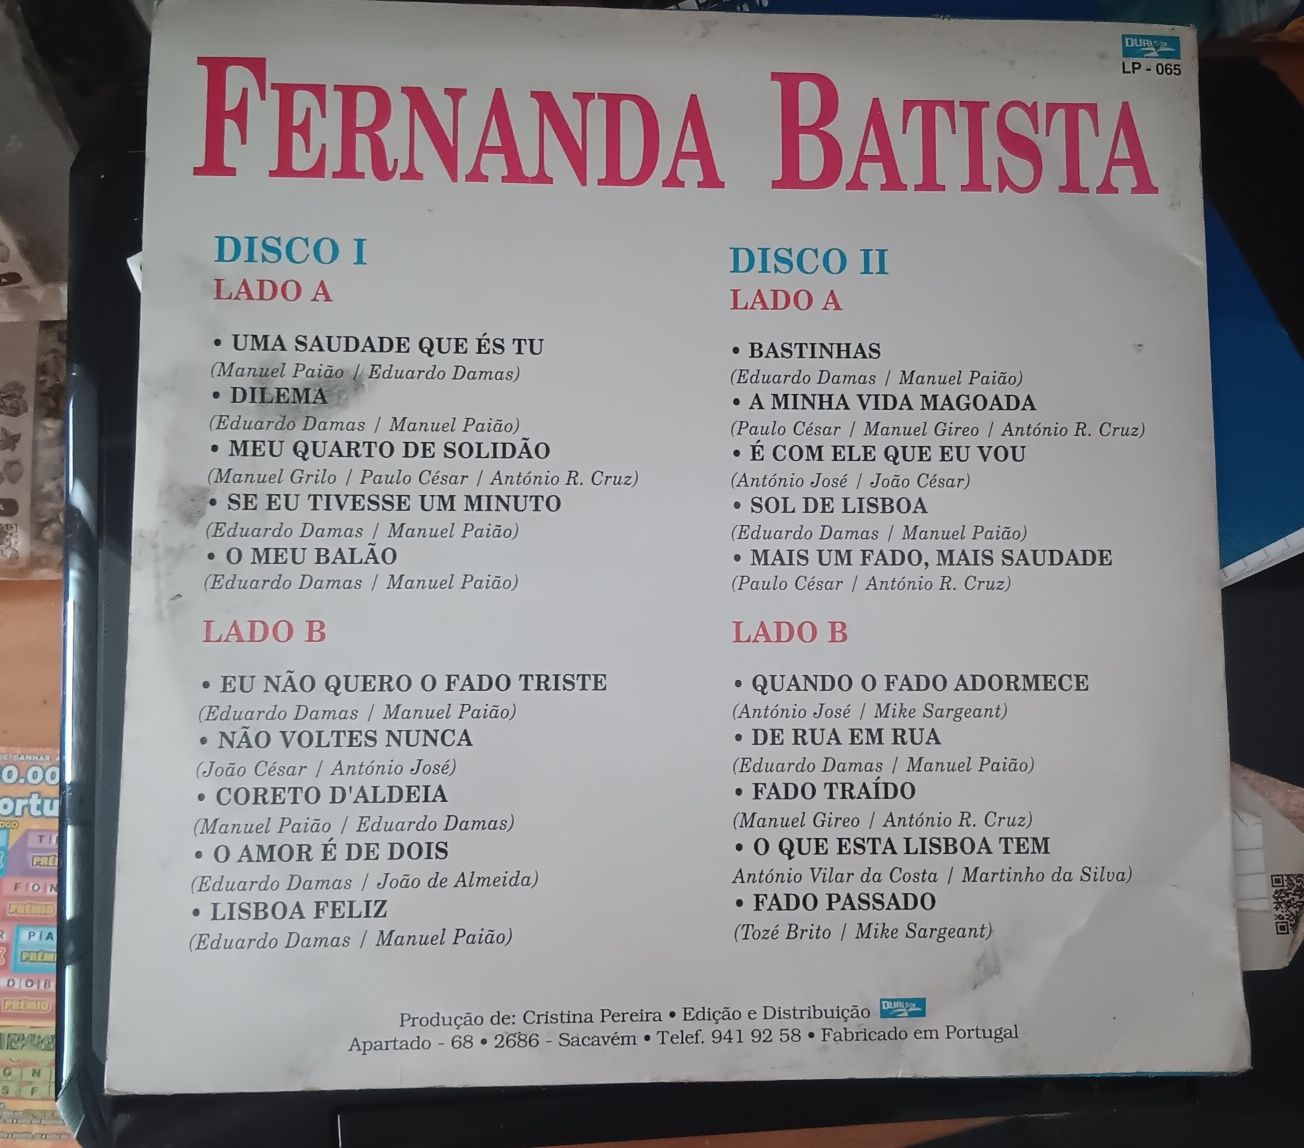 DURLSON
LP - 065
FERNANDA BATISTA
DISCO I
LADO A
• UMA SAUDADE QUE ÉS TU
(Manuel Paião / Eduardo Damas)
• DILEMA
(Eduardo Damas / Manuel Paião)
• MEU QUARTO DE SOLIDÃO
(Manuel Grilo / Paulo César / António R. Cruz)
• SE EU TIVESSE UM MINUTO
(Eduardo Damas / Manuel Paião)
• O MEU BALÃO
(Eduardo Damas / Manuel Paião)
LADO B
• EU NÃO QUERO O FADO TRISTE
(Eduardo Damas / Manuel Paião)
• NÃO VOLTES NUNCA
(João César / António José)
• CORETO D'ALDEIA
(Manuel Paião / Eduardo Damas)
• O AMOR É DE DOIS
(Eduardo Damas / João de Almeida)
• LISBOA FELIZ
(Eduardo Damas / Manuel Paião)
DISCO II
LADO A
• BASTINHAS
(Eduardo Damas / Manuel Paião)
• A MINHA VIDA MAGOADA
(Paulo César / Manuel Gireo / António R. Cruz)
• É COM ELE QUE EU VOU
(António José / João César)
• SOL DE LISBOA
(Eduardo Damas / Manuel Paião)
• MAIS UM FADO, MAIS SAUDADE
(Paulo César / António R. Cruz)
LADO B
• QUANDO O FADO ADORMECE
(António José / Mike Sargeant)
• DE RUA EM RUA
(Eduardo Damas / Manuel Paião)
• FADO TRAÍDO
(Manuel Gireo / António R. Cruz)
• O QUE ESTA LISBOA TEM
António Vilar da Costa / Martinho da Silva)
• FADO PASSADO
(Tozé Brito / Mike Sargeant)
Produção de: Cristina Pereira • Edição e Distribuição
Apartado - 68 • 2686 - Sacavém • Telef. 941 92 58 • Fabricado em Portugal